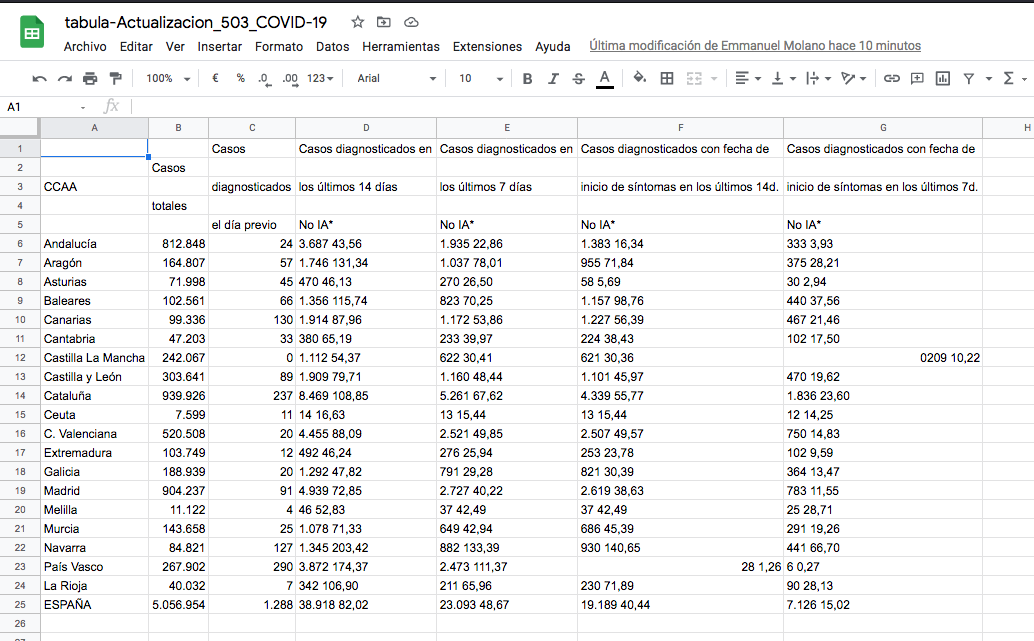 tabula-Actualizacion_503_COVID-19
Archivo Editar Ver Insertar Formato Datos Herramientas Extensiones Ayuda Última modificación de Emmanuel Molano hace 10 minutos
100% € % .0 .00 123 Arial 10 B I S A Σ
A1 fx
A B C D E F G H
1 Casos Casos diagnosticados en Casos diagnosticados en Casos diagnosticados con fecha de Casos diagnosticados con fecha de
2 Casos
3 CCAA diagnosticados los últimos 14 días los últimos 7 días inicio de síntomas en los últimos 14d. inicio de síntomas en los últimos 7d.
4 totales
5 el día previo No IA* No IA* No IA* No IA*
6 Andalucía 812.848 24 3.687 43,56 1.935 22,86 1.383 16,34 333 3,93
7 Aragón 164.807 57 1.746 131,34 1.037 78,01 955 71,84 375 28,21
8 Asturias 71.998 45 470 46,13 270 26,50 58 5,69 30 2,94
9 Baleares 102.561 66 1.356 115,74 823 70,25 1.157 98,76 440 37,56
10 Canarias 99.336 130 1.914 87,96 1.172 53,86 1.227 56,39 467 21,46
11 Cantabria 47.203 33 380 65,19 233 39,97 224 38,43 102 17,50
12 Castilla La Mancha 242.067 0 1.112 54,37 622 30,41 621 30,36 0209 10,22
13 Castilla y León 303.641 89 1.909 79,71 1.160 48,44 1.101 45,97 470 19,62
14 Cataluña 939.926 237 8.469 108,85 5.261 67,62 4.339 55,77 1.836 23,60
15 Ceuta 7.599 11 14 16,63 13 15,44 13 15,44 12 14,25
16 C. Valenciana 520.508 20 4.455 88,09 2.521 49,85 2.507 49,57 750 14,83
17 Extremadura 103.749 12 492 46,24 276 25,94 253 23,78 102 9,59
18 Galicia 188.939 20 1.292 47,82 791 29,28 821 30,39 364 13,47
19 Madrid 904.237 91 4.939 72,85 2.727 40,22 2.619 38,63 783 11,55
20 Melilla 11.122 4 46 52,83 37 42,49 37 42,49 25 28,71
21 Murcia 143.658 25 1.078 71,33 649 42,94 686 45,39 291 19,26
22 Navarra 84.821 127 1.345 203,42 882 133,39 930 140,65 441 66,70
23 País Vasco 267.902 290 3.872 174,37 2.473 111,37 28 1,26 6 0,27
24 La Rioja 40.032 7 342 106,90 211 65,96 230 71,89 90 28,13
25 ESPAÑA 5.056.954 1.288 38.918 82,02 23.093 48,67 19.189 40,44 7.126 15,02
26